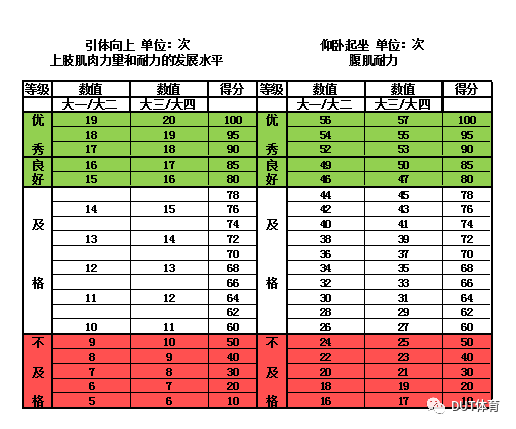 引体向上 单位：次 仰卧起坐 单位：次
上肢肌肉力量和耐力的发展水平 腹肌耐力
等级 数值 数值 得分 等级 数值 数值 得分
大一/大二 大三/大四 大一/大二 大三/大四
优 19 20 100 优 56 57 100
18 19 95 54 55 95
秀 17 18 90 秀 52 53 90
良 16 17 85 良 49 50 85
好 15 16 80 好 46 47 80
78 44 45 78
14 15 76 42 43 76
及 74 及 40 41 74
13 14 72 38 39 72
70 36 37 70
12 13 68 34 35 68
格 66 格 32 33 66
11 12 64 30 31 64
62 28 29 62
10 11 60 26 27 60
不 9 10 50 不 24 25 50
8 9 40 22 23 40
及 7 8 30 及 20 21 30
6 7 20 18 19 20
格 5 6 10 格 16 17 10
DUT体育